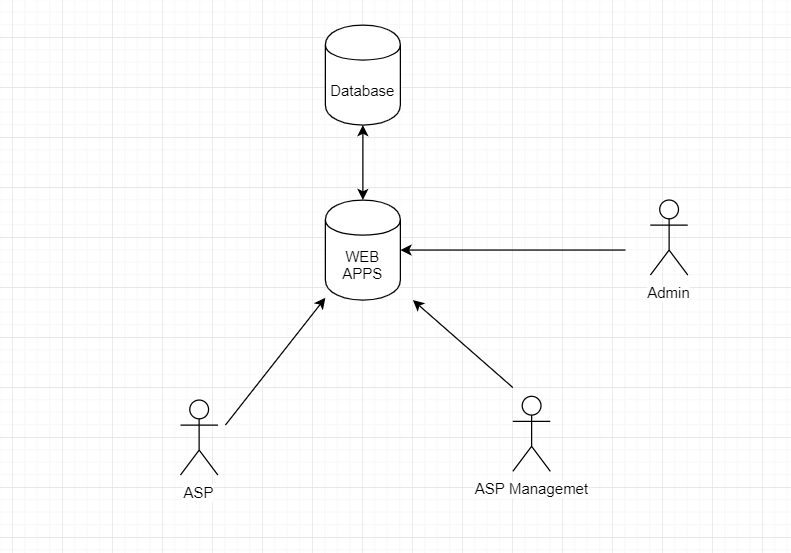 Database
WEB
APPS
Admin
ASP
ASP Managemet